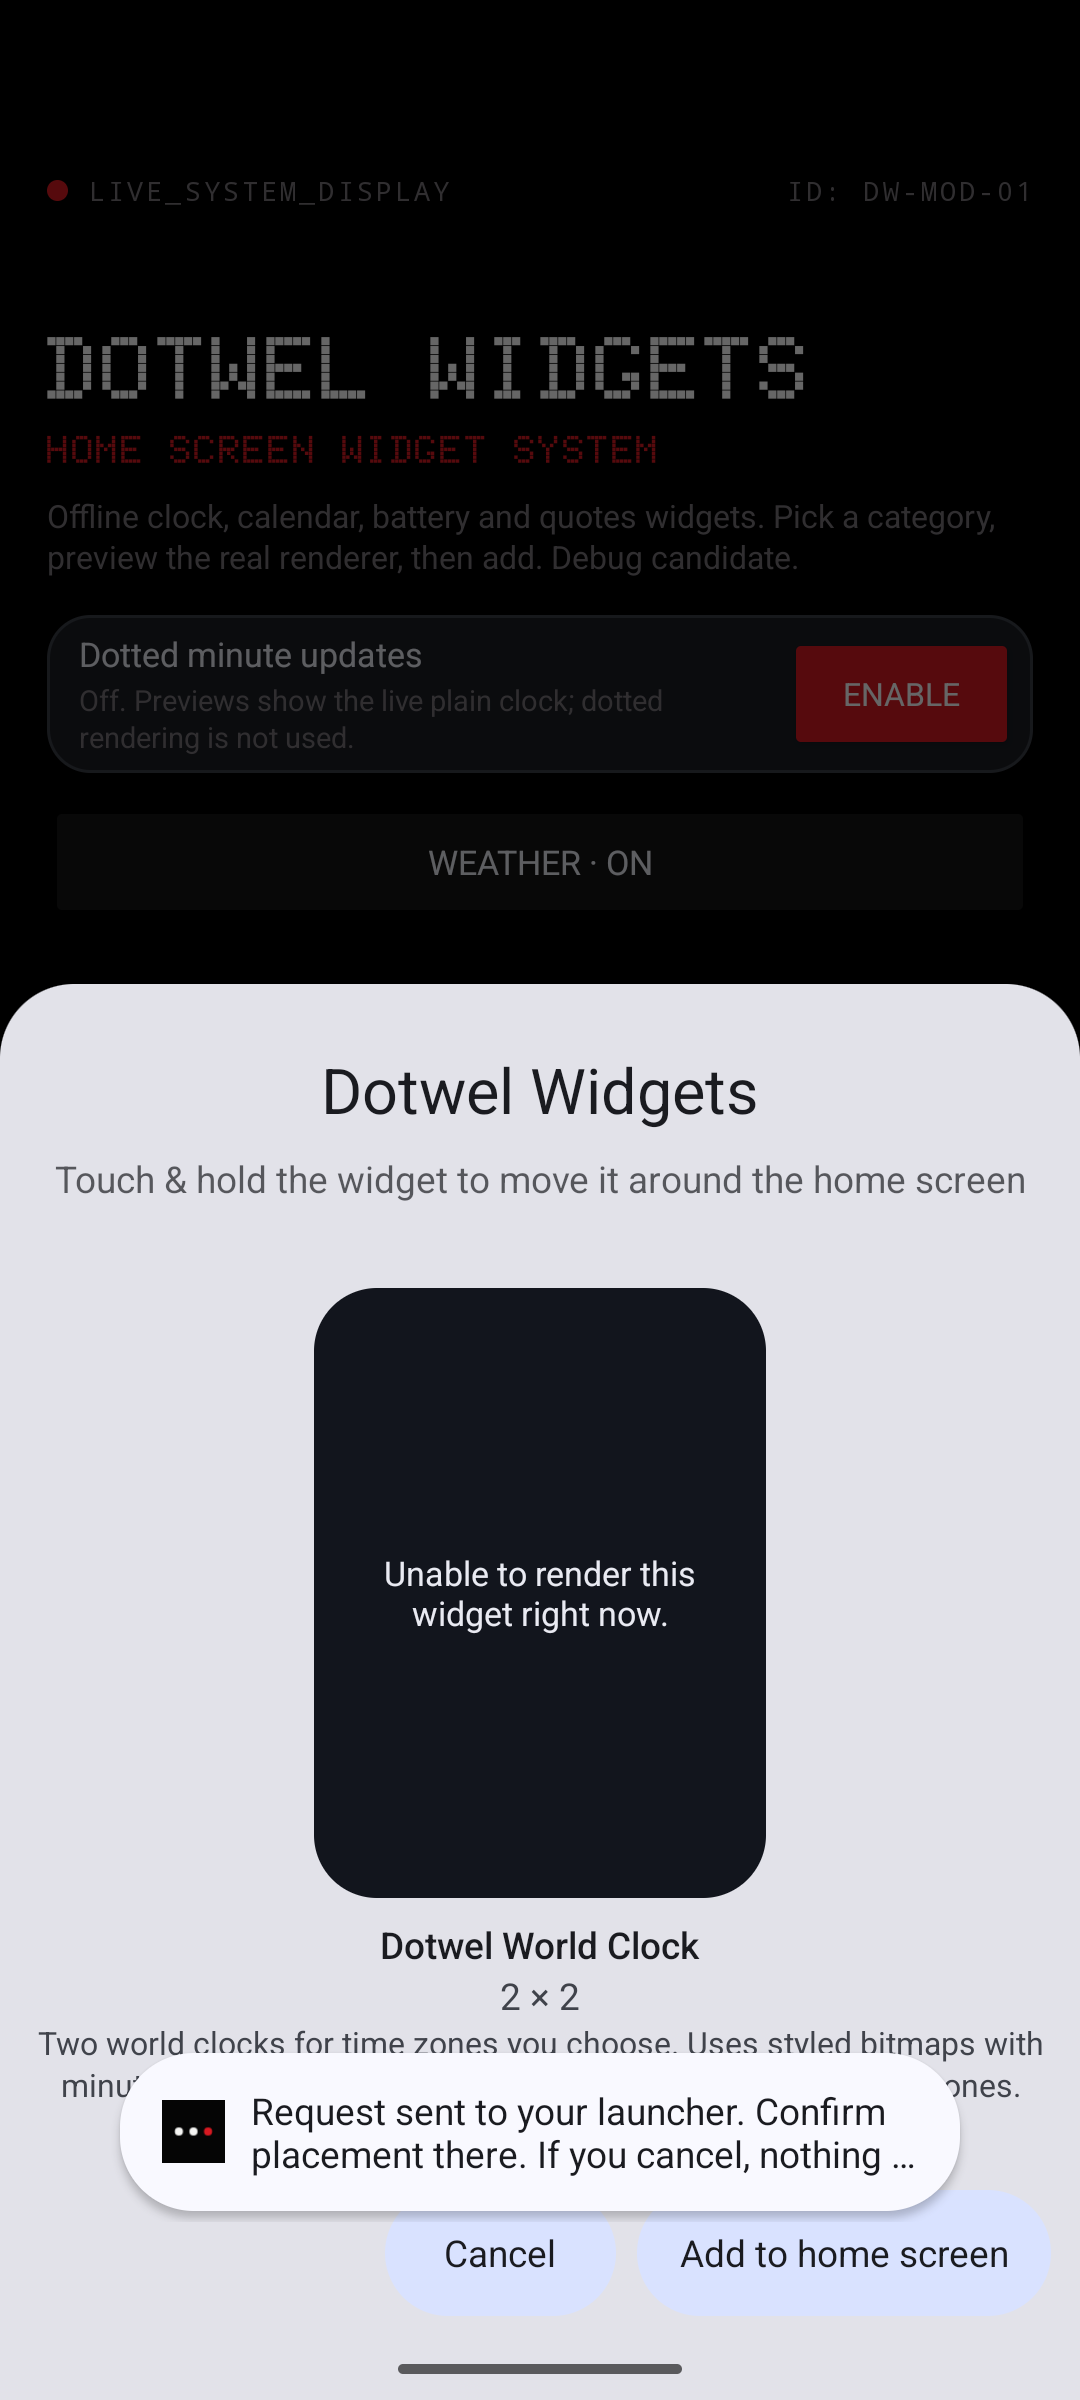 LIVE_SYSTEM_DISPLAY
ID: DW-MOD-01
DOTWEL WIDGETS
HOME SCREEN WIDGET SYSTEM
Offline clock, calendar, battery and quotes widgets. Pick a category,
preview the real renderer, then add. Debug candidate.
Dotted minute updates
Off. Previews show the live plain clock; dotted
rendering is not used.
ENABLE
WEATHER · ON
Dotwel Widgets
Touch & hold the widget to move it around the home screen
Unable to render this
widget right now.
Dotwel World Clock
2 × 2
Two world clocks for time zones you choose. Uses styled bitmaps with
Request sent to your launcher. Confirm
placement there. If you cancel, nothing ...
Cancel
Add to home screen